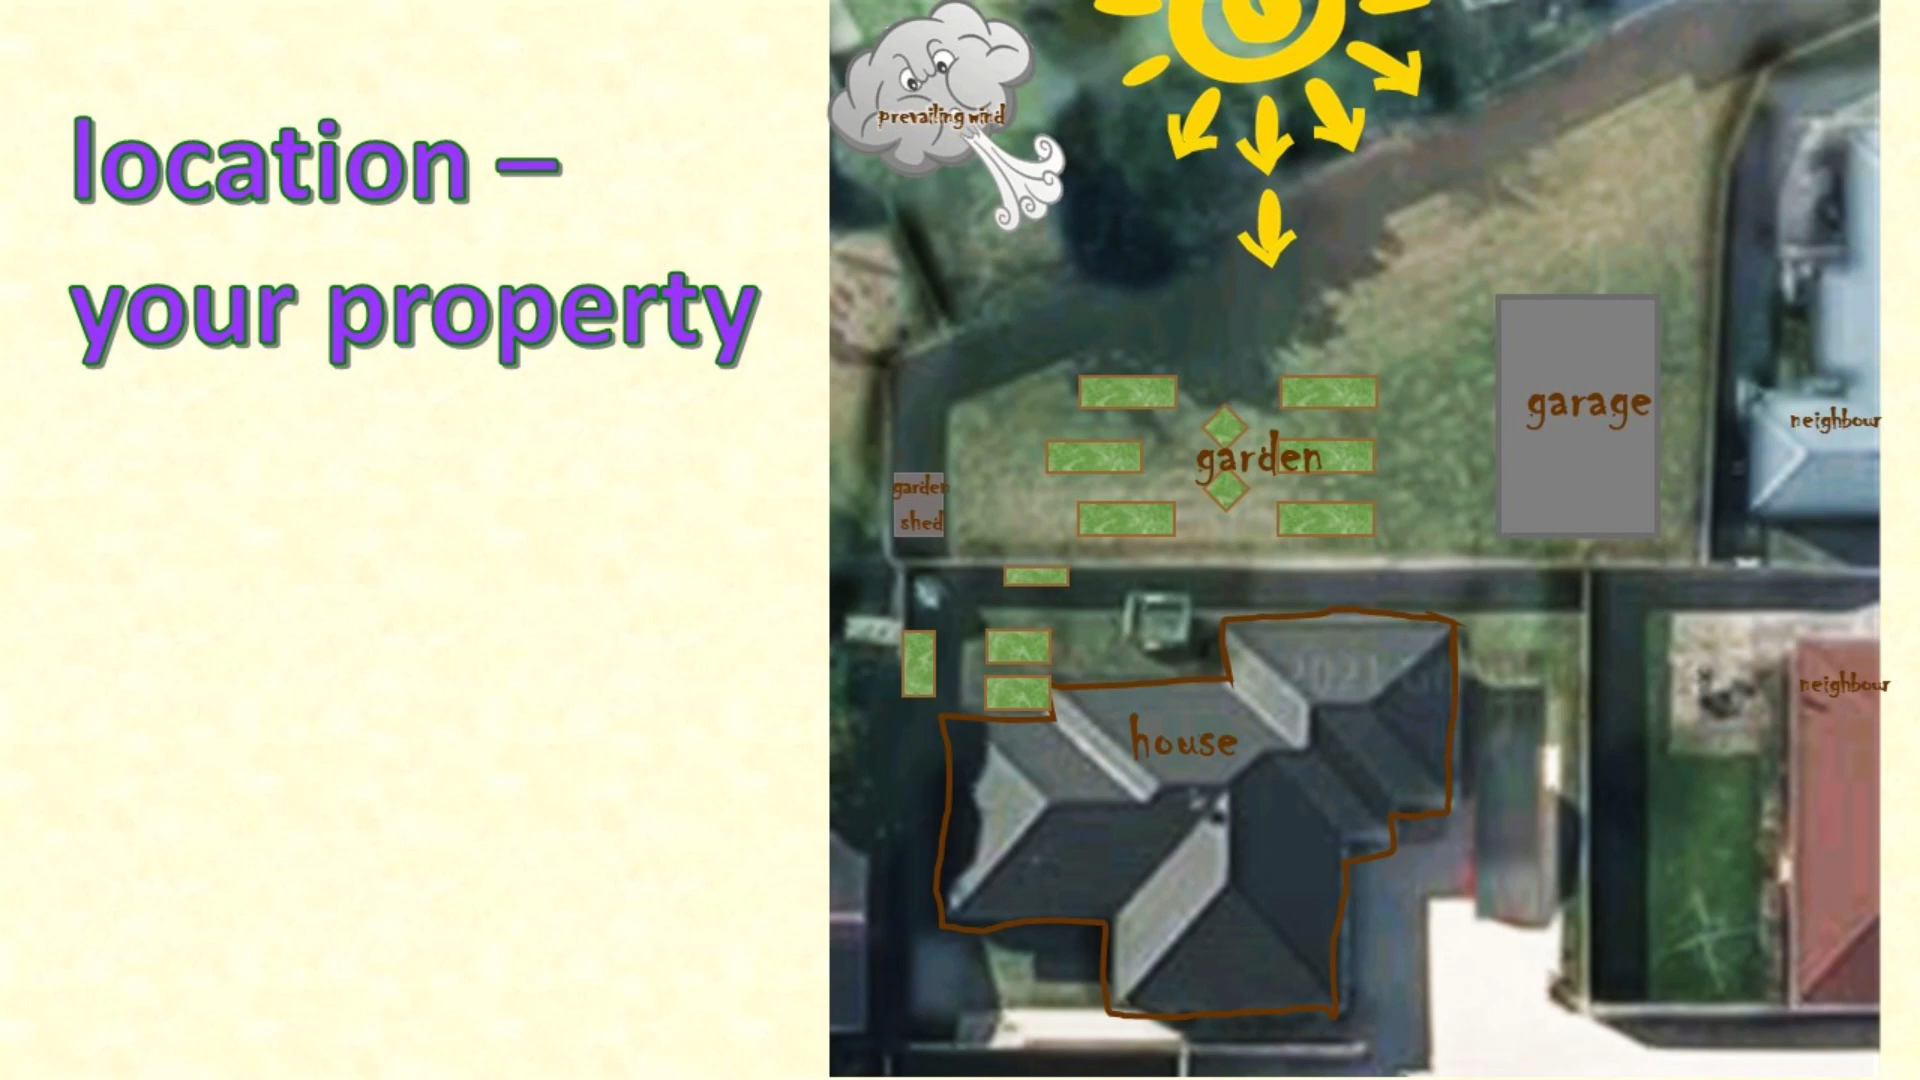 location –
your property
prevailing wind
garage
neighbour
garden
garden
shed
neighbour
house